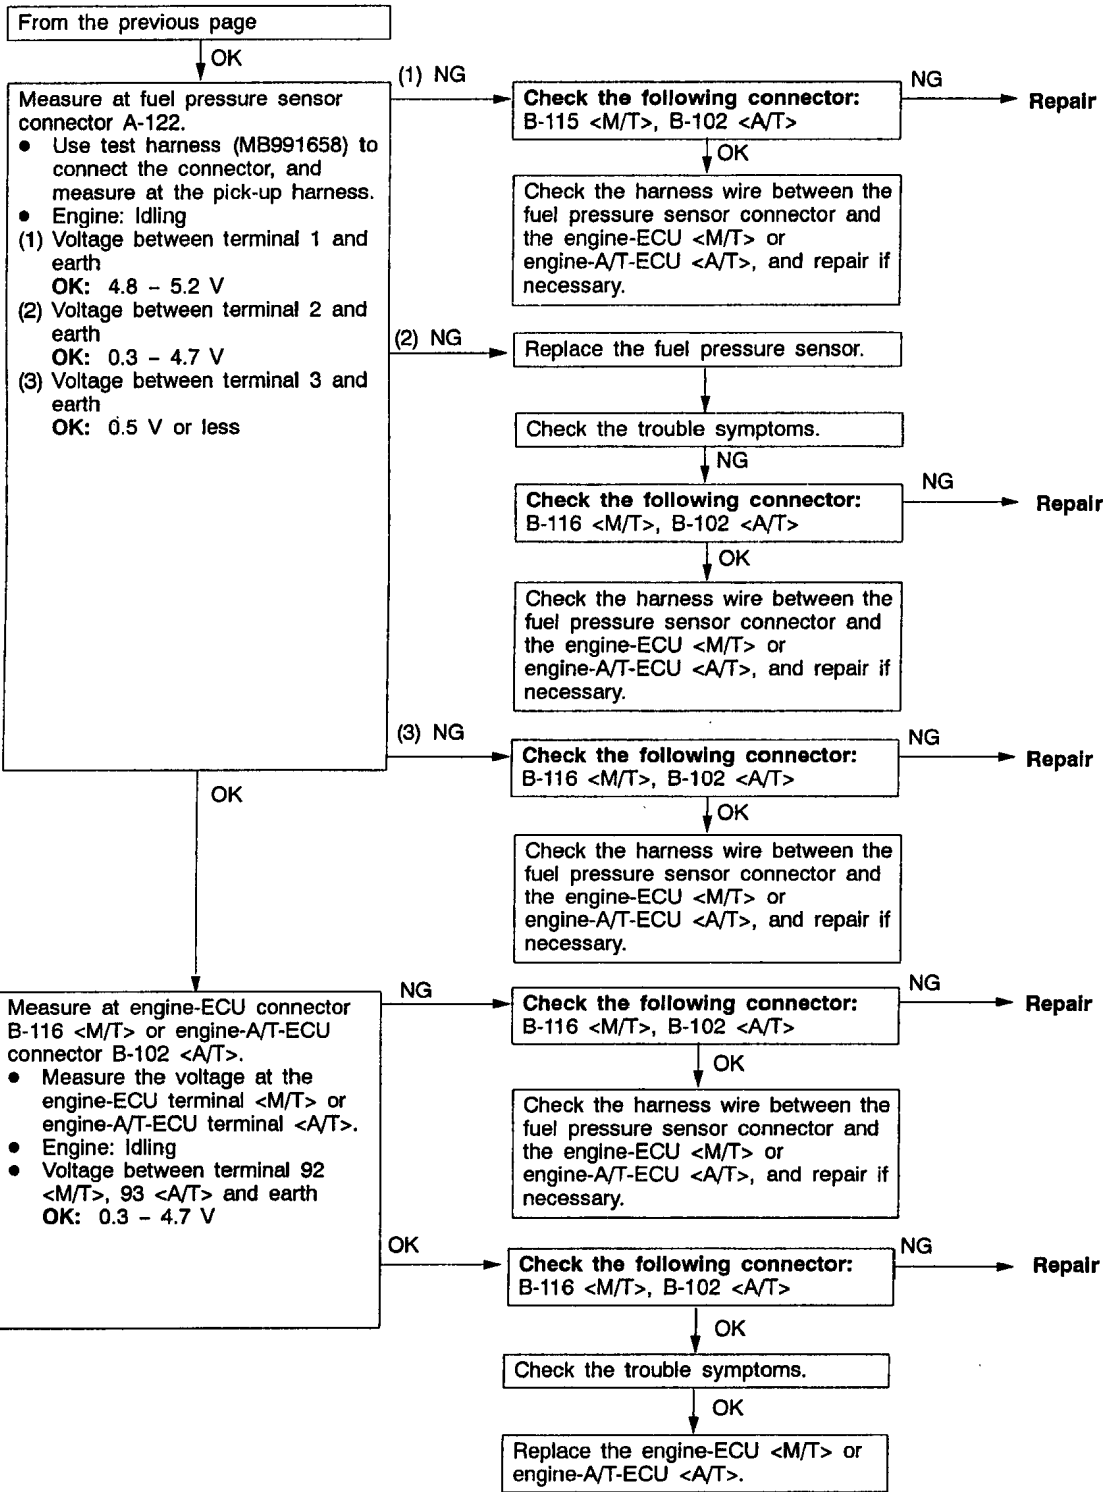 From the previous page
OK
Measure at fuel pressure sensor
connector A-122.
● Use test harness (MB991658) to
connect the connector, and
measure at the pick-up harness.
● Engine: Idling
(1) Voltage between terminal 1 and
earth
OK: 4.8 – 5.2 V
(2) Voltage between terminal 2 and
earth
OK: 0.3 – 4.7 V
(3) Voltage between terminal 3 and
earth
OK: 0.5 V or less
(1) NG
Check the following connector:
B-115 <M/T>, B-102 <A/T>
NG
Repair
OK
Check the harness wire between the
fuel pressure sensor connector and
the engine-ECU <M/T> or
engine-A/T-ECU <A/T>, and repair if
necessary.
(2) NG
Replace the fuel pressure sensor.
Check the trouble symptoms.
NG
Check the following connector:
B-116 <M/T>, B-102 <A/T>
NG
Repair
OK
Check the harness wire between the
fuel pressure sensor connector and
the engine-ECU <M/T> or
engine-A/T-ECU <A/T>, and repair if
necessary.
(3) NG
Check the following connector:
B-116 <M/T>, B-102 <A/T>
NG
Repair
OK
Check the harness wire between the
fuel pressure sensor connector and
the engine-ECU <M/T> or
engine-A/T-ECU <A/T>, and repair if
necessary.
OK
Measure at engine-ECU connector
B-116 <M/T> or engine-A/T-ECU
connector B-102 <A/T>.
● Measure the voltage at the
engine-ECU terminal <M/T> or
engine-A/T-ECU terminal <A/T>.
● Engine: Idling
● Voltage between terminal 92
<M/T>, 93 <A/T> and earth
OK: 0.3 – 4.7 V
NG
Check the following connector:
B-116 <M/T>, B-102 <A/T>
NG
Repair
OK
Check the harness wire between the
fuel pressure sensor connector and
the engine-ECU <M/T> or
engine-A/T-ECU <A/T>, and repair if
necessary.
OK
Check the following connector:
B-116 <M/T>, B-102 <A/T>
NG
Repair
OK
Check the trouble symptoms.
OK
Replace the engine-ECU <M/T> or
engine-A/T-ECU <A/T>.